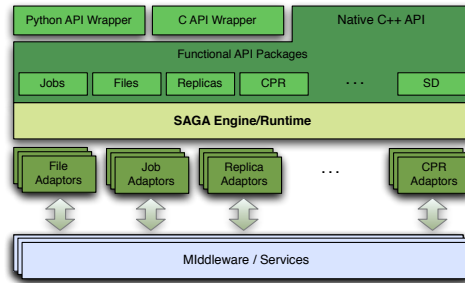 Python API Wrapper
C API Wrapper
Native C++ API
Functional API Packages
Jobs
Files
Replicas
CPR
. . .
SD
SAGA Engine/Runtime
File
Adaptors
Job
Adaptors
Replica
Adaptors
. . .
CPR
Adaptors
MIddleware / Services